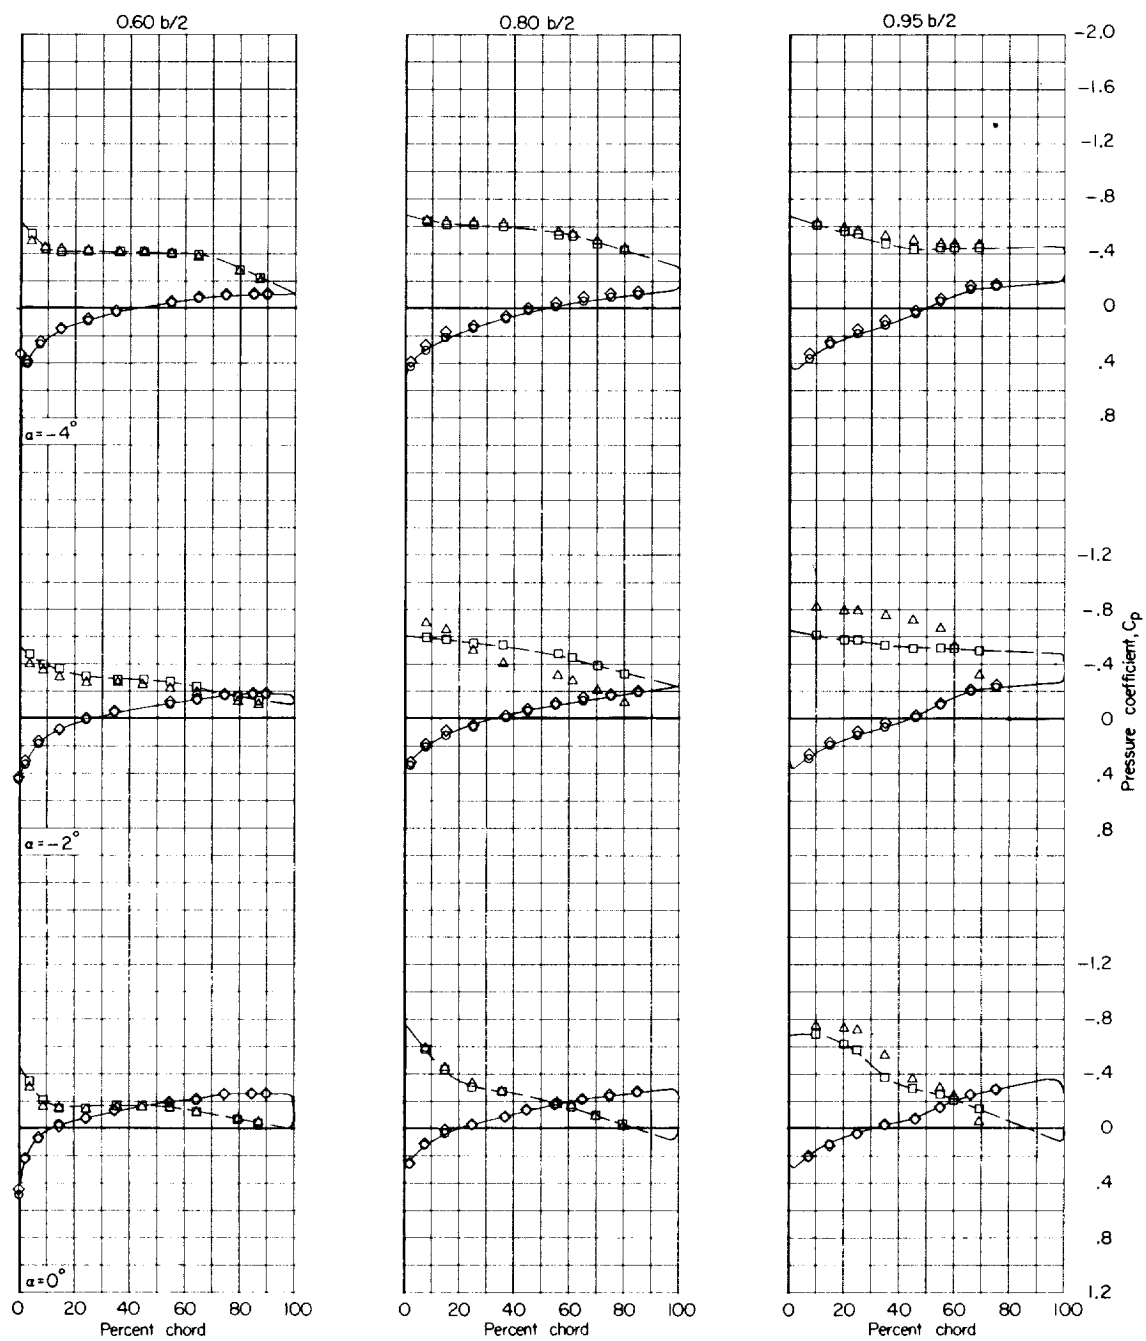 0.60 b/2
0.80 b/2
0.95 b/2
-2.0
-1.6
-1.2
-.8
-.4
0
.4
.8
α=-4°
-1.2
-.8
-.4
0
.4
.8
α=-2°
Pressure coefficient, Cp
-1.2
-.8
-.4
0
.4
.8
1.2
α=0°
0 20 40 60 80 100
0 20 40 60 80 100
0 20 40 60 80 100
Percent chord
Percent chord
Percent chord